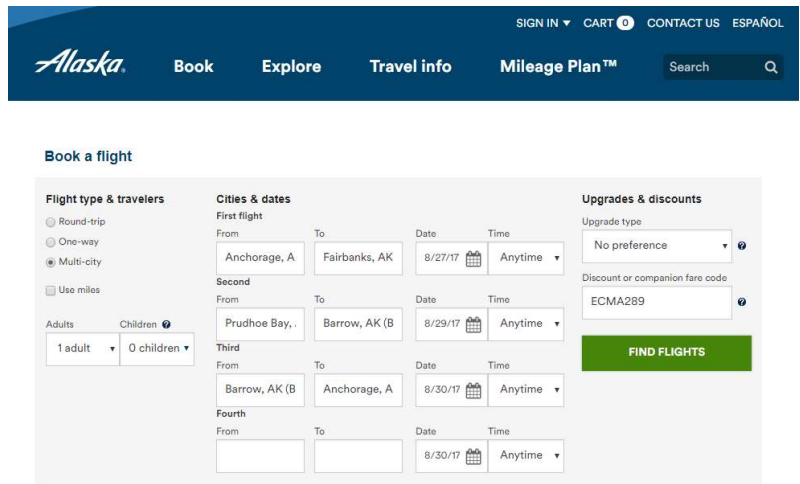 SIGN IN ▼ CART 0 CONTACT US ESPAÑOL
Alaska. Book Explore Travel info Mileage Plan™ Search
Book a flight
Flight type & travelers
Round-trip
One-way
Multi-city
Use miles
Adults Children
1 adult 0 children
Cities & dates
First flight
From To Date Time
Anchorage, A Fairbanks, AK 8/27/17 Anytime
Second
From To Date Time
Prudhoe Bay, . Barrow, AK (B 8/29/17 Anytime
Third
From To Date Time
Barrow, AK (B Anchorage, A 8/30/17 Anytime
Fourth
From To Date Time
8/30/17 Anytime
Upgrades & discounts
Upgrade type
No preference
Discount or companion fare code
ECMA289
FIND FLIGHTS